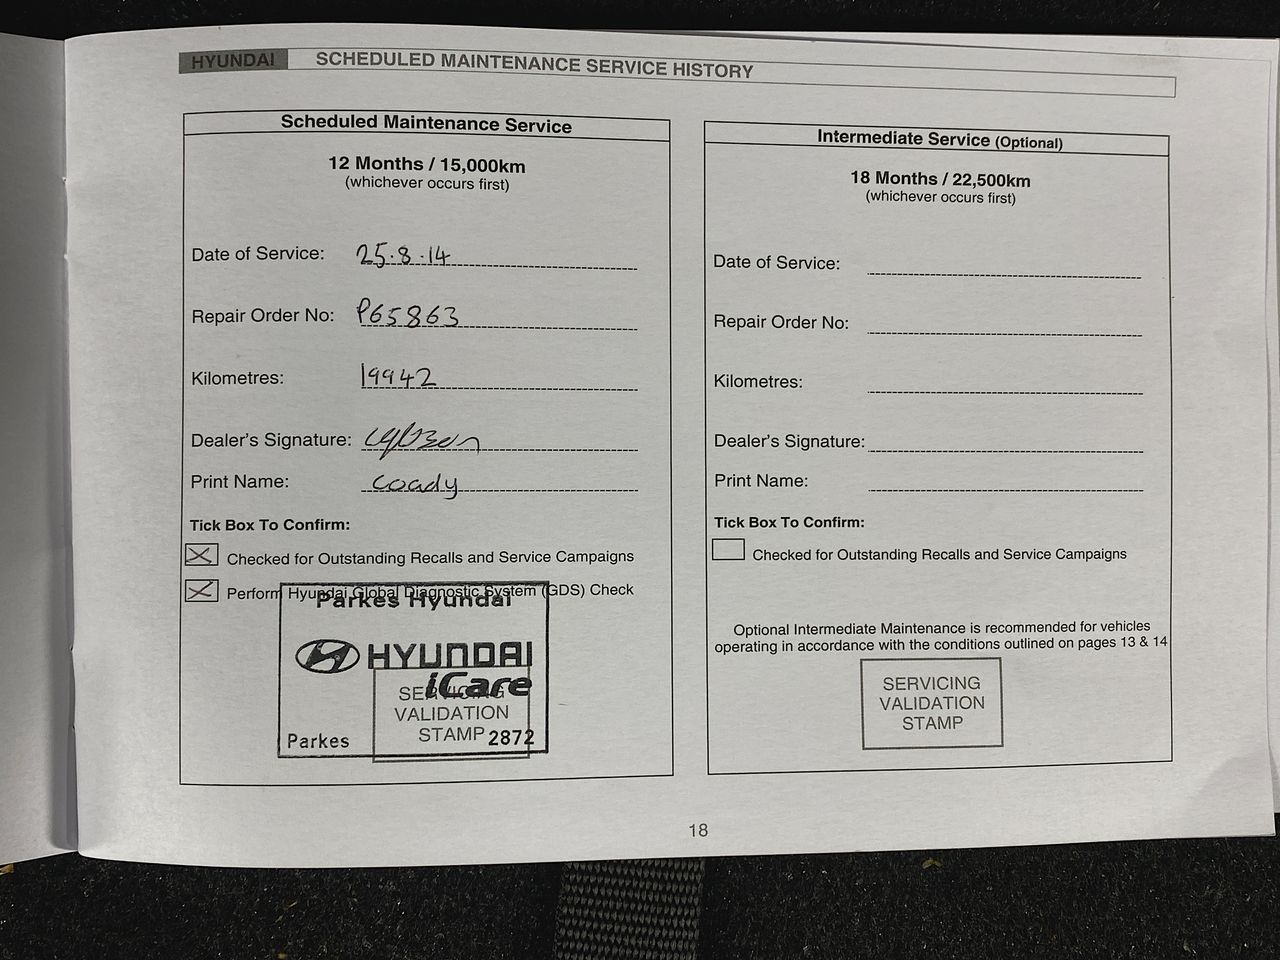 HYUNDAI SCHEDULED MAINTENANCE SERVICE HISTORY
Scheduled Maintenance Service
12 Months / 15,000km
(whichever occurs first)
Date of Service: 25.8.14
Repair Order No: P65863
Kilometres: 19942
Dealer's Signature:
Print Name: Coady
Tick Box To Confirm:
Checked for Outstanding Recalls and Service Campaigns
Perform Hyundai Global Diagnostic System (GDS) Check
Parkes Hyundai
HYUNDAI
iCare
SERVICING
VALIDATION
STAMP
Parkes 2872
Intermediate Service (Optional)
18 Months / 22,500km
(whichever occurs first)
Date of Service:
Repair Order No:
Kilometres:
Dealer's Signature:
Print Name:
Tick Box To Confirm:
Checked for Outstanding Recalls and Service Campaigns
Optional Intermediate Maintenance is recommended for vehicles
operating in accordance with the conditions outlined on pages 13 & 14
SERVICING
VALIDATION
STAMP
18